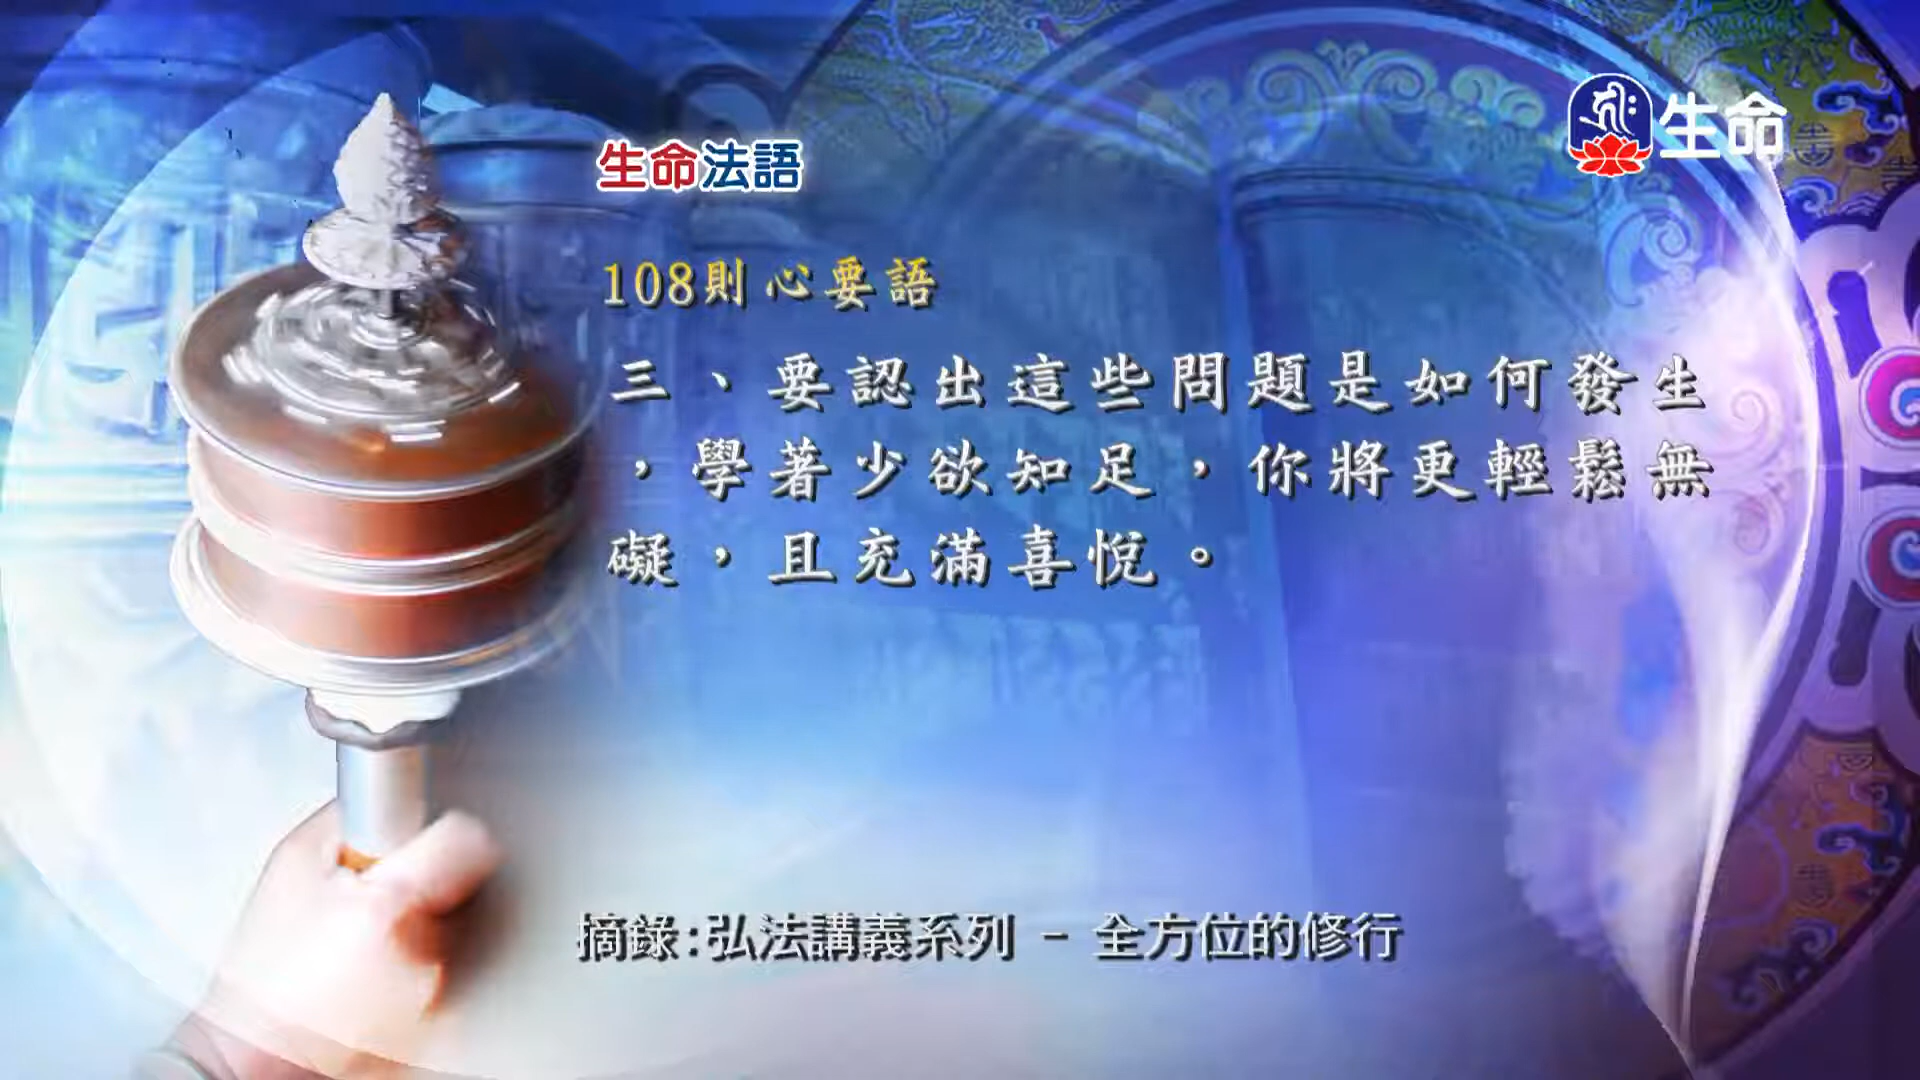 生命法語
生命
108則心要語
三、要認出這些問題是如何發生
，學著少欲知足，你將更輕鬆無
礙，且充滿喜悅。
摘錄:弘法講義系列 - 全方位的修行